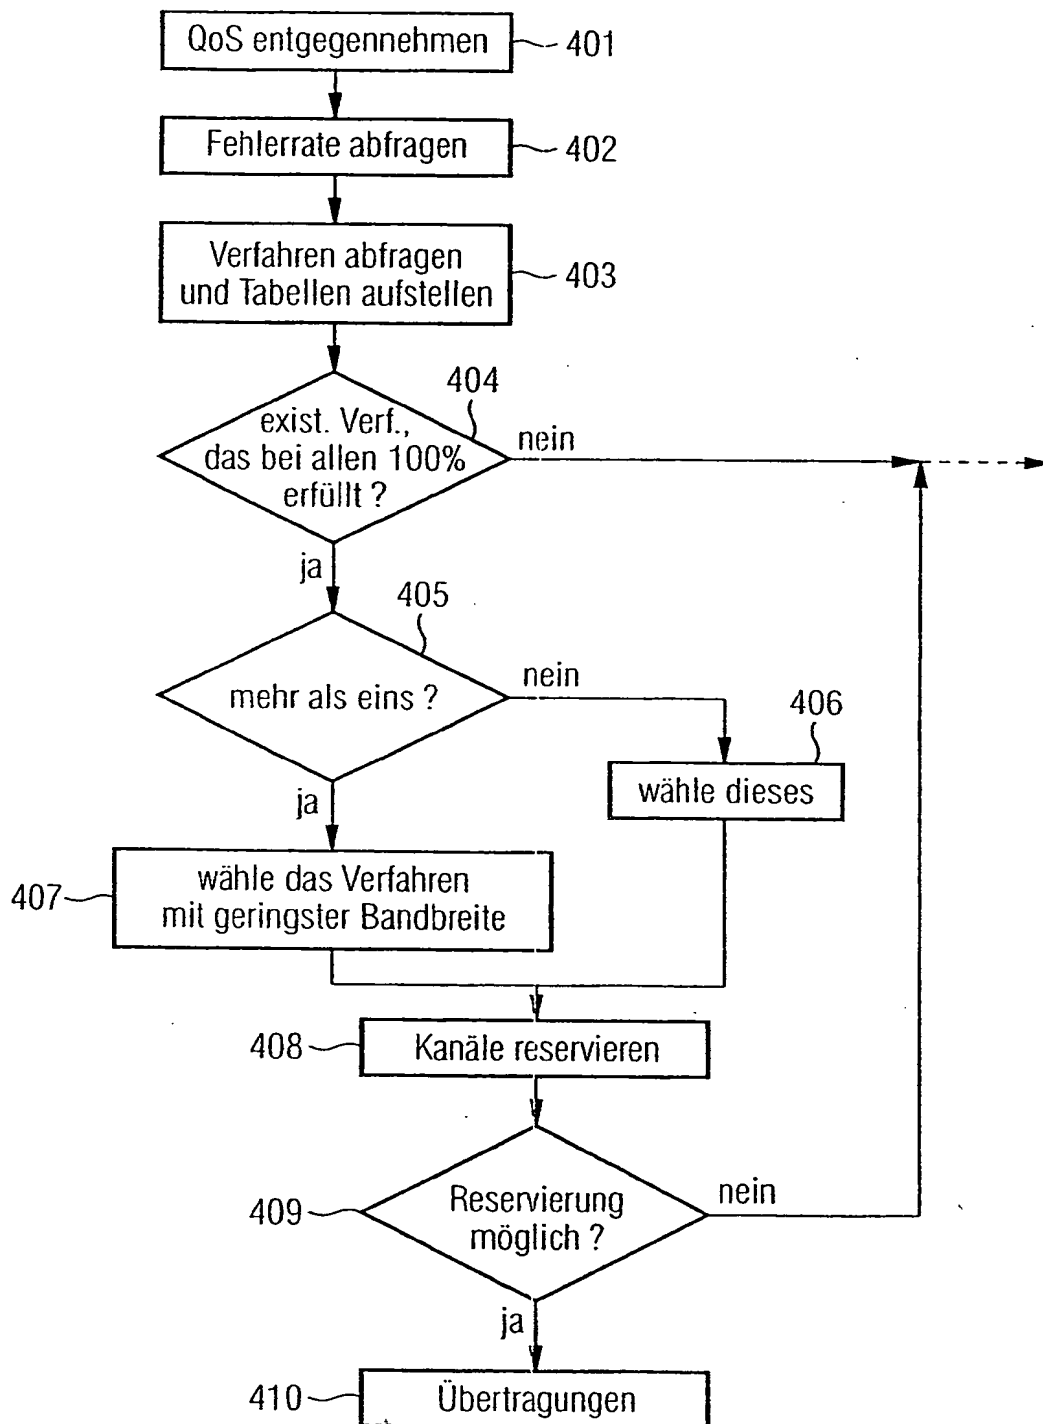 QoS entgegennehmen
401
Fehlerrate abfragen
402
Verfahren abfragen
und Tabellen aufstellen
403
404
exist. Verf.,
das bei allen 100%
erfüllt ?
nein
ja
405
mehr als eins ?
nein
406
wähle dieses
ja
407
wähle das Verfahren
mit geringster Bandbreite
408
Kanäle reservieren
409
Reservierung
möglich ?
nein
ja
410
Übertragungen